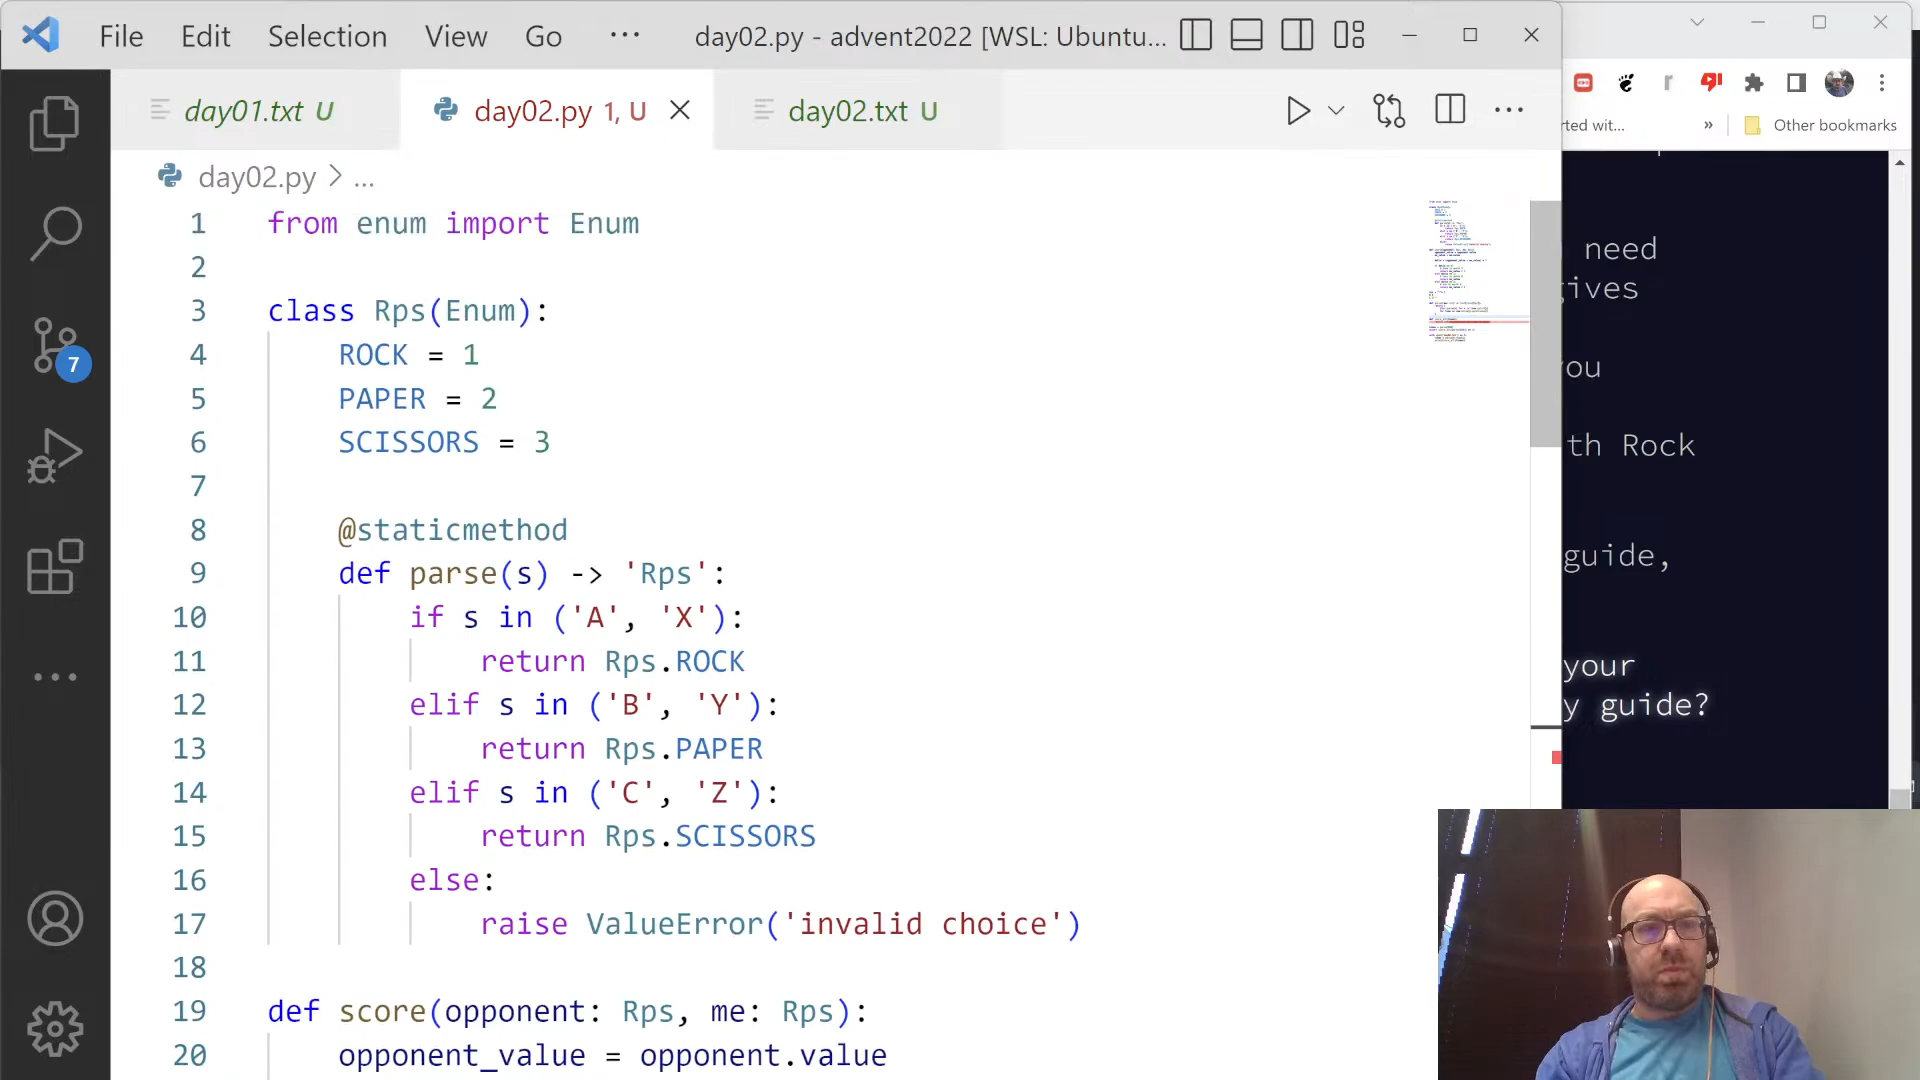 File Edit Selection View Go ··· day02.py - advent2022 [WSL: Ubuntu...
day01.txt U day02.py 1, U day02.txt U
day02.py > ...
rted wit... » Other bookmarks
1 from enum import Enum
2
3 class Rps(Enum):
4 ROCK = 1
5 PAPER = 2
6 SCISSORS = 3
7
8 @staticmethod
9 def parse(s) -> 'Rps':
10 if s in ('A', 'X'):
11 return Rps.ROCK
12 elif s in ('B', 'Y'):
13 return Rps.PAPER
14 elif s in ('C', 'Z'):
15 return Rps.SCISSORS
16 else:
17 raise ValueError('invalid choice')
18
19 def score(opponent: Rps, me: Rps):
20 opponent_value = opponent.value
7
need
ives
ou
th Rock
guide,
your
y guide?